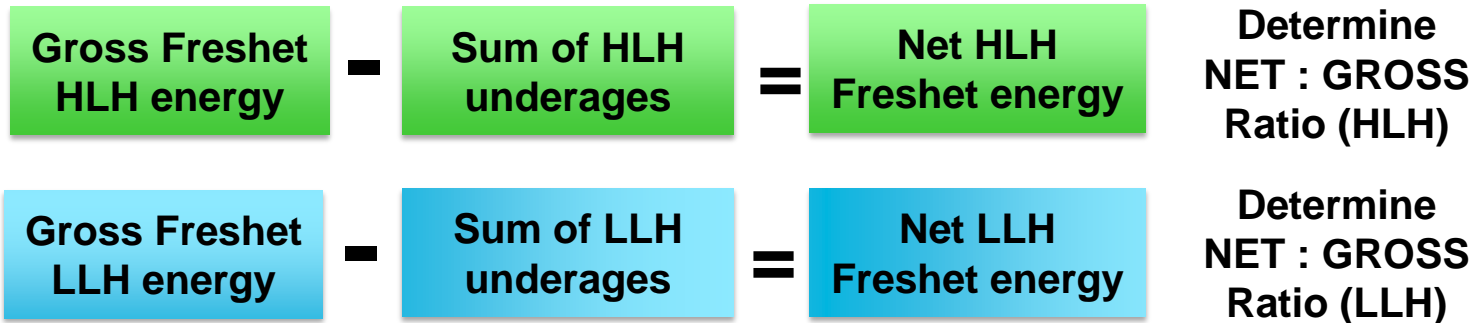 Gross Freshet
HLH energy
-
Sum of HLH
underages
=
Net HLH
Freshet energy
Determine
NET : GROSS
Ratio (HLH)
Gross Freshet
LLH energy
-
Sum of LLH
underages
=
Net LLH
Freshet energy
Determine
NET : GROSS
Ratio (LLH)